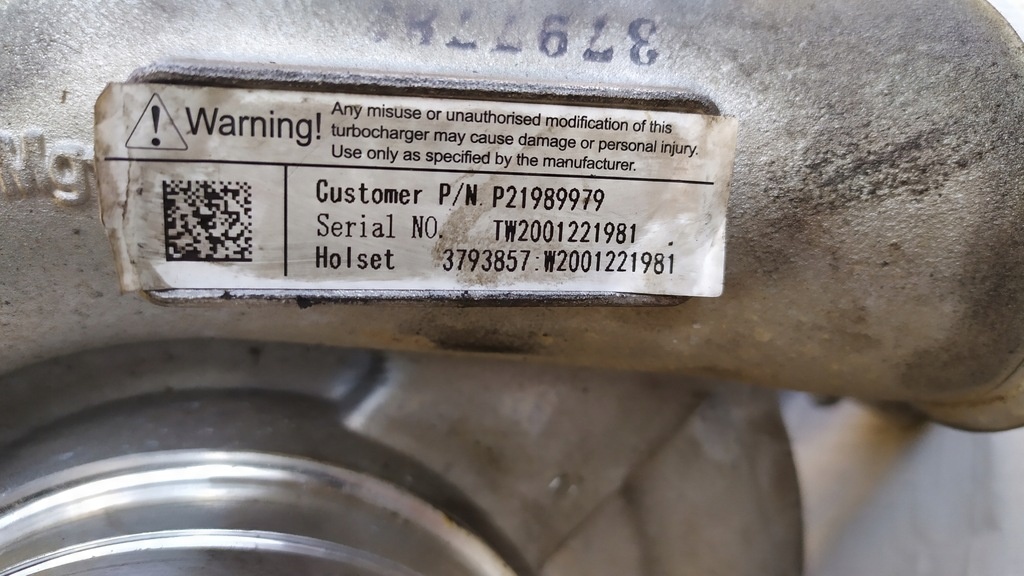 Warning!
Any misuse or unauthorised modification of this
turbocharger may cause damage or personal injury.
Use only as specified by the manufacturer.
Customer P/N. P21989979
Serial NO. TW2001221981
Holset 3793857:W2001221981